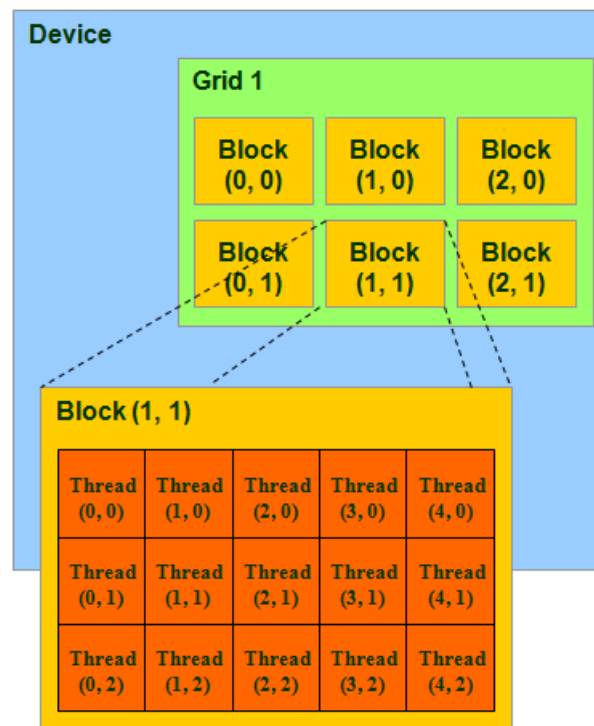 Device
Grid 1
Block Block Block
(0, 0) (1, 0) (2, 0)
Block Block Block
(0, 1) (1, 1) (2, 1)
Block (1, 1)
Thread Thread Thread Thread Thread
(0, 0) (1, 0) (2, 0) (3, 0) (4, 0)
Thread Thread Thread Thread Thread
(0, 1) (1, 1) (2, 1) (3, 1) (4, 1)
Thread Thread Thread Thread Thread
(0, 2) (1, 2) (2, 2) (3, 2) (4, 2)